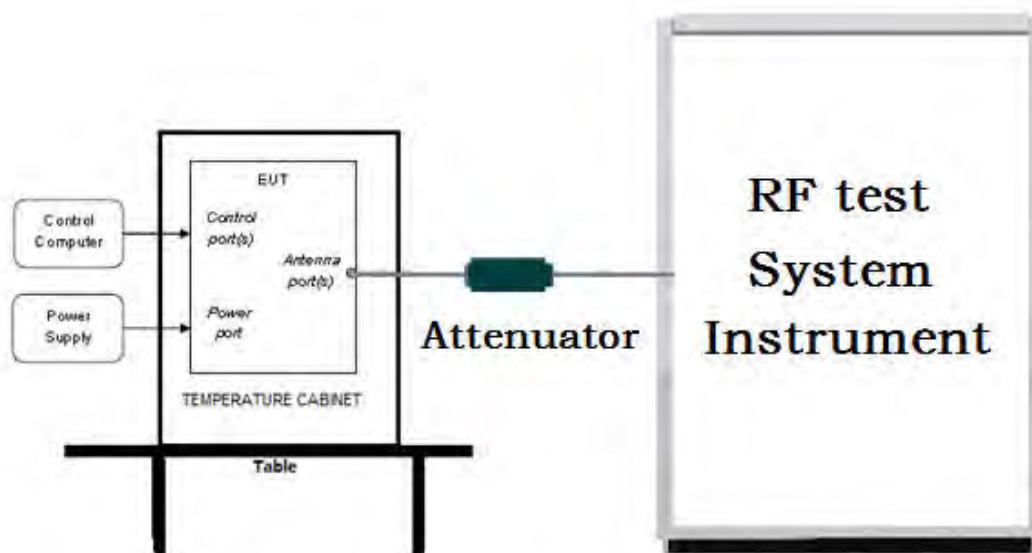 EUT
Control
Computer
Control
port(s)
Antenna
port(s)
Power
Supply
Power
port
TEMPERATURE CABINET
Table
Attenuator
RF test
System
Instrument